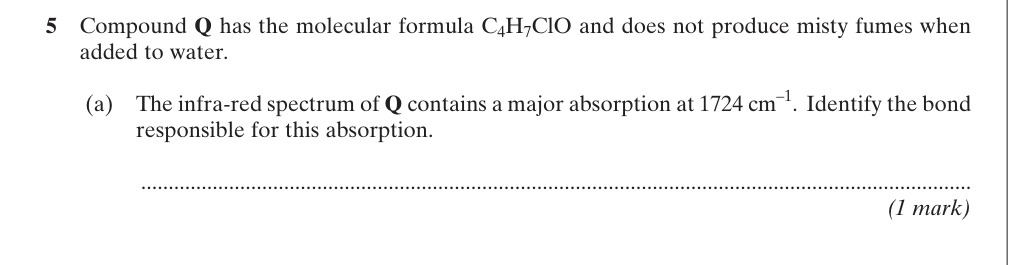 5 Compound Q has the molecular formula C₄H₇ClO and does not produce misty fumes when
added to water.
(a) The infra-red spectrum of Q contains a major absorption at 1724 cm⁻¹. Identify the bond
responsible for this absorption.
(1 mark)